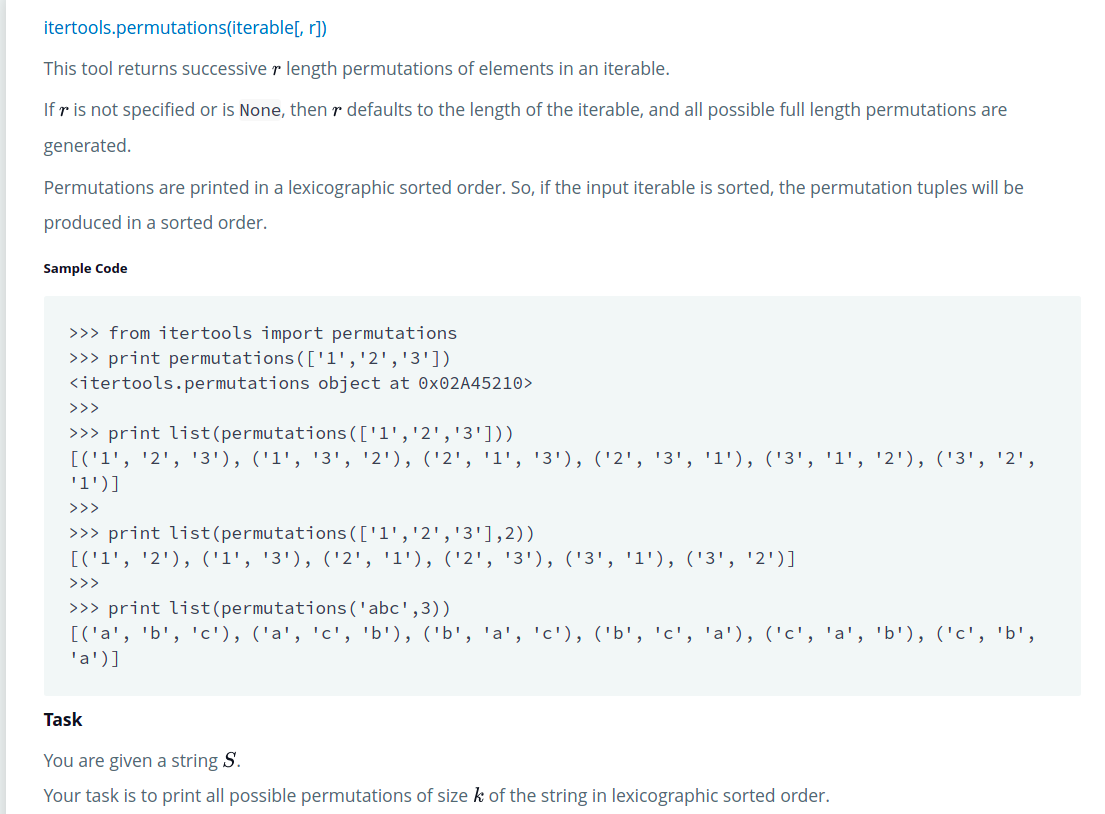 itertools.permutations(iterable[, r])
This tool returns successive r length permutations of elements in an iterable.
If r is not specified or is None, then r defaults to the length of the iterable, and all possible full length permutations are
generated.
Permutations are printed in a lexicographic sorted order. So, if the input iterable is sorted, the permutation tuples will be
produced in a sorted order.
Sample Code
>>> from itertools import permutations
>>> print permutations(['1','2','3'])
<itertools.permutations object at 0x02A45210>
>>>
>>> print list(permutations(['1','2','3']))
[('1', '2', '3'), ('1', '3', '2'), ('2', '1', '3'), ('2', '3', '1'), ('3', '1', '2'), ('3', '2',
'1')]
>>>
>>> print list(permutations(['1','2','3'],2))
[('1', '2'), ('1', '3'), ('2', '1'), ('2', '3'), ('3', '1'), ('3', '2')]
>>>
>>> print list(permutations('abc',3))
[('a', 'b', 'c'), ('a', 'c', 'b'), ('b', 'a', 'c'), ('b', 'c', 'a'), ('c', 'a', 'b'), ('c', 'b',
'a')]
Task
You are given a string S.
Your task is to print all possible permutations of size k of the string in lexicographic sorted order.